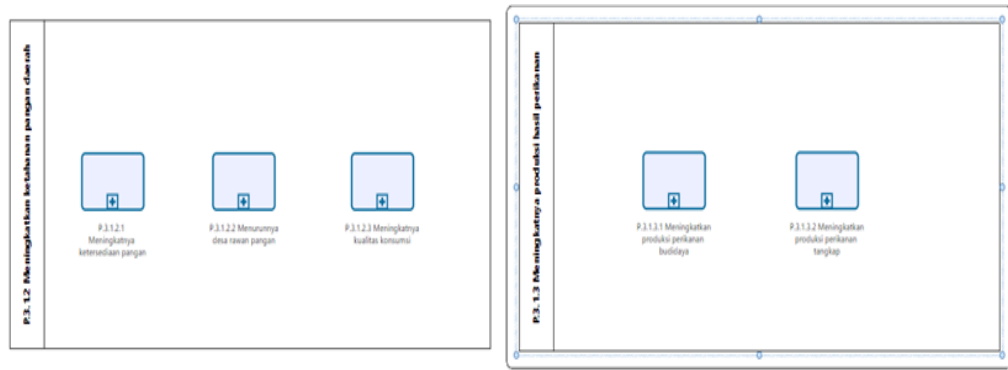 P.3.1.2 Meningkatkan ketahanan pangan daerah
P.3.1.2.1
Meningkatnya
ketersediaan pangan
P.3.1.2.2 Menurunnya
desa rawan pangan
P.3.1.2.3 Meningkatnya
kualitas konsumsi
P.3.1.3 Meningkatnya produksi hasil perikanan
P.3.1.3.1 Meningkatkan
produksi perikanan
budidaya
P.3.1.3.2 Meningkatkan
produksi perikanan
tangkap